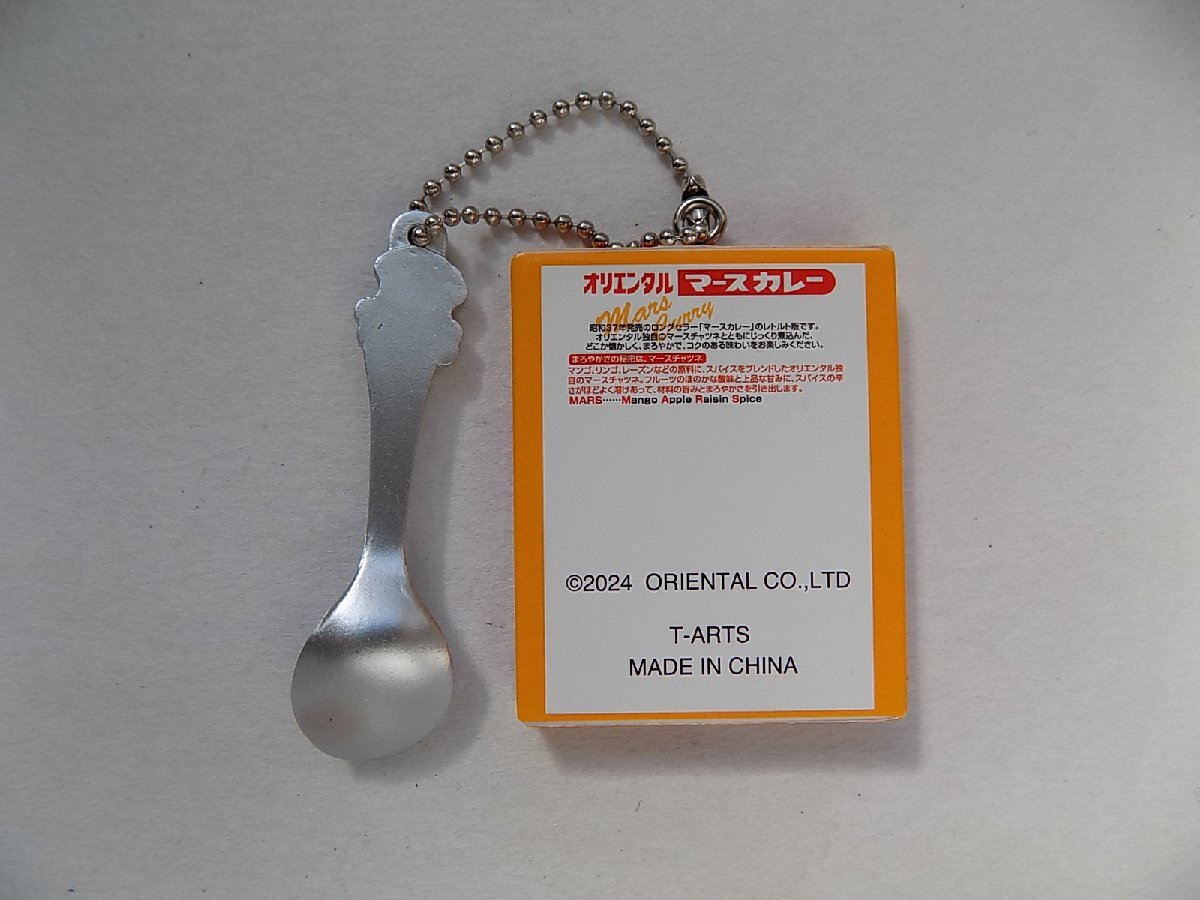 オリエンタル マースカレー
Mars Curry
昭和37年発売のロングセラー「マースカレー」のレトルト版です。
オリエンタル独自のマースチャツネとともにじっくり煮込んだ、
どこか懐かしく、まろやかで、コクのある味わいをお楽しみください。
まろやかさの秘密は、マースチャツネ
マンゴ、リンゴ、レーズンなどの原料に、スパイスをブレンドしたオリエンタル独
自のマースチャツネ。フルーツのほのかな酸味と上品な甘みに、スパイスの辛
さがほどよく溶けあって、材料の旨みとまろやかさを引き出します。
MARS……Mango Apple Raisin Spice
©2024 ORIENTAL CO.,LTD
T-ARTS
MADE IN CHINA